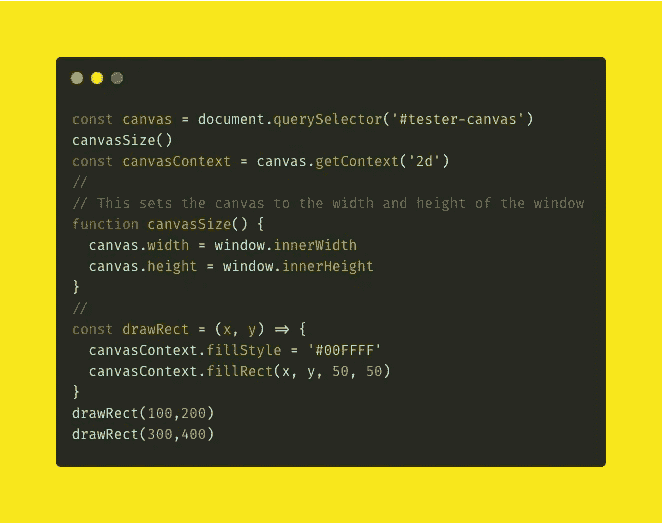 const canvas = document.querySelector('#tester-canvas')
canvasSize()
const canvasContext = canvas.getContext('2d')
//
// This sets the canvas to the width and height of the window
function canvasSize() {
  canvas.width = window.innerWidth
  canvas.height = window.innerHeight
}
//
const drawRect = (x, y) => {
  canvasContext.fillStyle = '#00FFFF'
  canvasContext.fillRect(x, y, 50, 50)
}
drawRect(100,200)
drawRect(300,400)